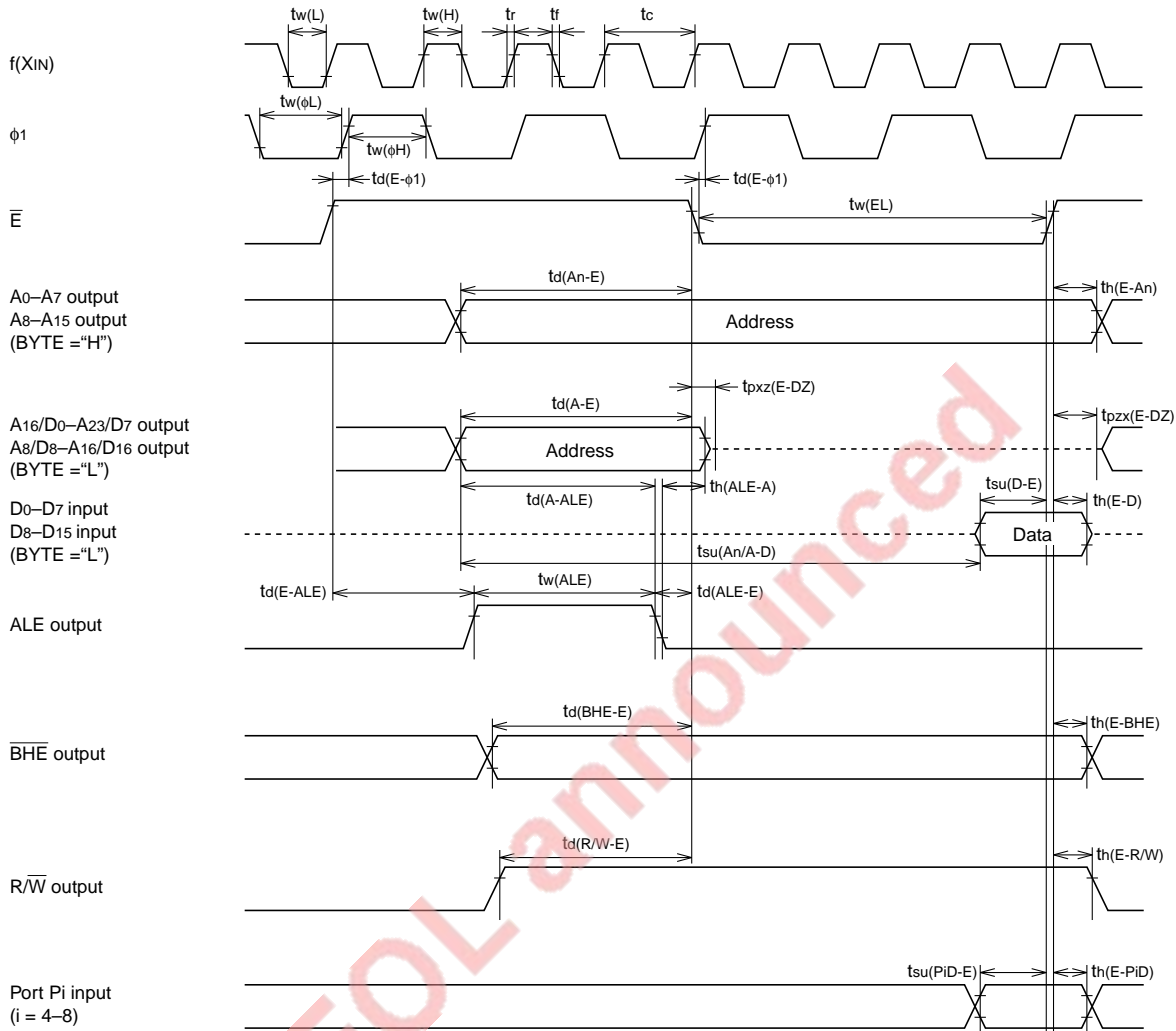 tw(L) tw(H) tr tf tc
f(XIN)
tw(ϕL)
ϕ1
tw(ϕH)
td(E-ϕ1) td(E-ϕ1)
E
tw(EL)
td(An-E)
th(E-An)
A0–A7 output
A8–A15 output
(BYTE =“H”)
Address
tpxz(E-DZ)
td(A-E)
tpzx(E-DZ)
A16/D0–A23/D7 output
A8/D8–A16/D16 output
(BYTE =“L”)
Address
td(A-ALE) th(ALE-A)
tsu(D-E) th(E-D)
D0–D7 input
D8–D15 input
(BYTE =“L”)
Data
tsu(An/A-D)
td(E-ALE) tw(ALE) td(ALE-E)
ALE output
td(BHE-E) th(E-BHE)
BHE output
td(R/W-E) th(E-R/W)
R/W output
tsu(PiD-E) th(E-PiD)
Port Pi input
(i = 4–8)
EOL announced